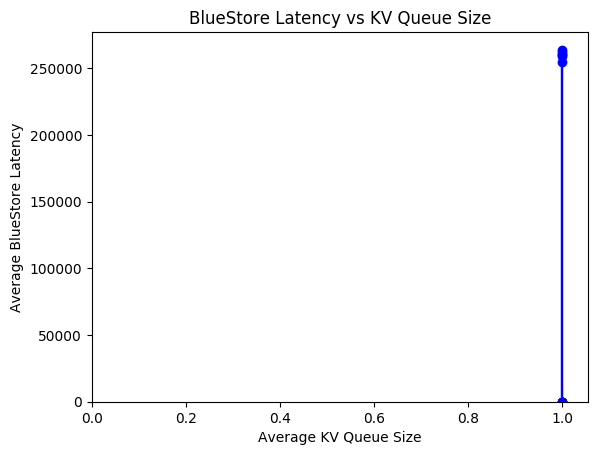 BlueStore Latency vs KV Queue Size
Average BlueStore Latency
250000
200000
150000
100000
50000
0
0.0 0.2 0.4 0.6 0.8 1.0
Average KV Queue Size